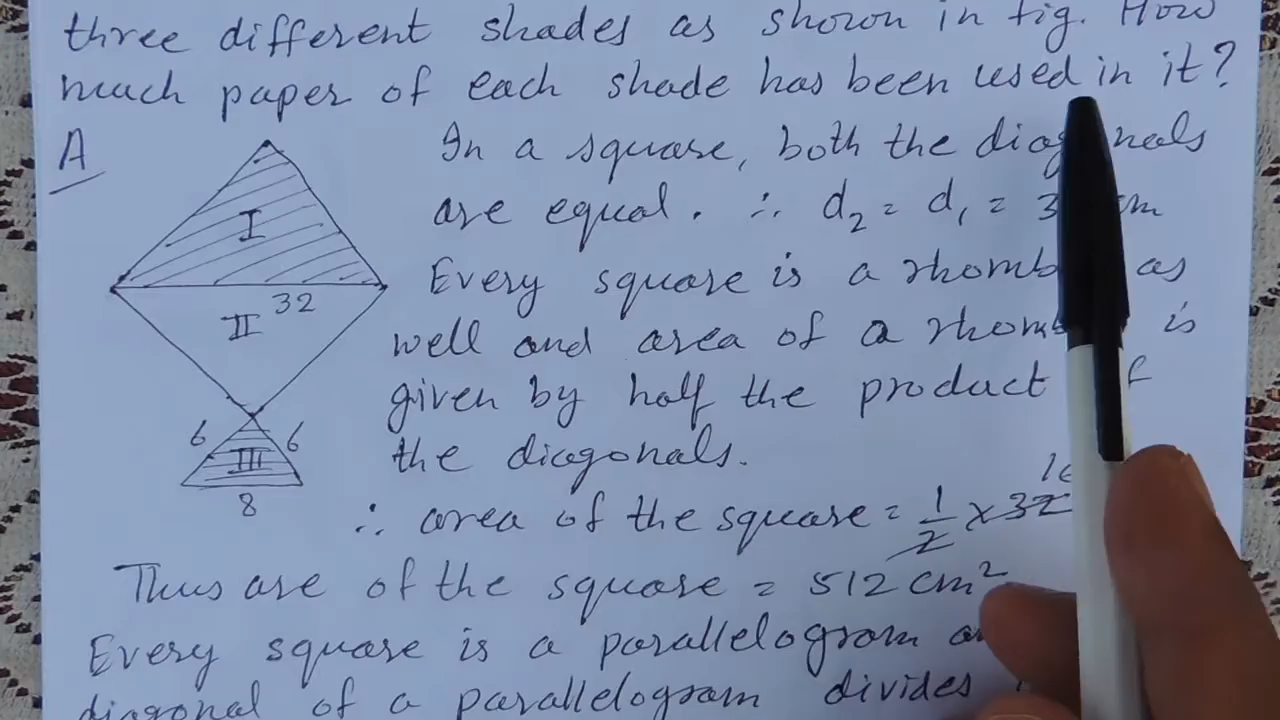 three different shades as shown in fig. How
much paper of each shade has been used in it?
A
In a square, both the diagonals
are equal. ∴ d₂ = d₁ = 3 cm
I
Every square is a rhomb as
32
II
well and area of a rhomb is
given by half the product
6 6
III
the diagonals.
8
∴ area of the square = 1/2 × 32
Thus are of the square = 512 cm²
Every square is a parallelogram
diagonal of a parallelogram divides